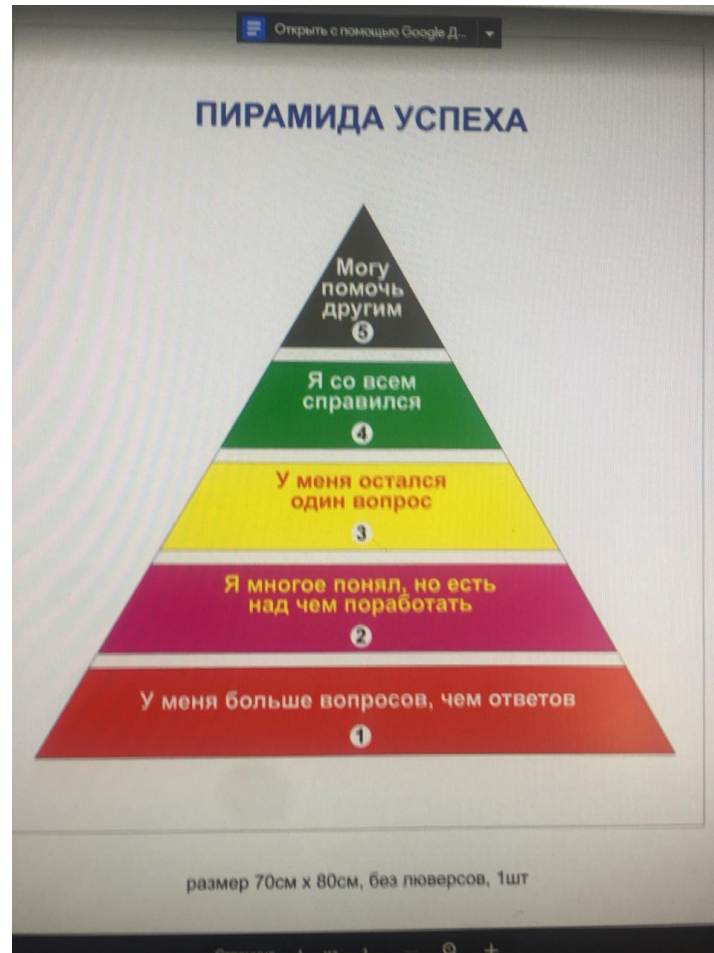 Открыть с помощью Google Д...
ПИРАМИДА УСПЕХА
Могу
помочь
другим
5
Я со всем
справился
4
У меня остался
один вопрос
3
Я многое понял, но есть
над чем поработать
2
У меня больше вопросов, чем ответов
1
размер 70см х 80см, без люверсов, 1шт